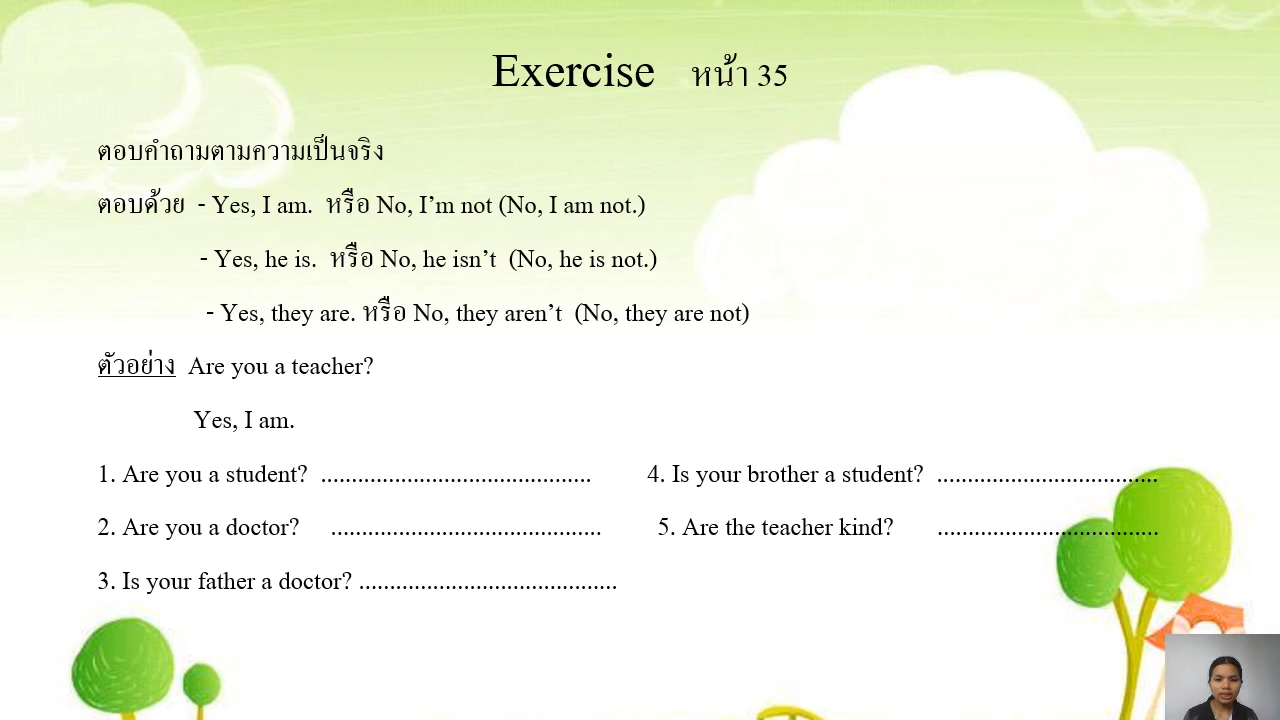 Exercise หน้า 35
ตอบคำถามตามความเป็นจริง
ตอบด้วย - Yes, I am. หรือ No, I’m not (No, I am not.)
- Yes, he is. หรือ No, he isn’t (No, he is not.)
- Yes, they are. หรือ No, they aren’t (No, they are not)
ตัวอย่าง Are you a teacher?
Yes, I am.
1. Are you a student? ............................................ 4. Is your brother a student? ....................................
2. Are you a doctor? ............................................ 5. Are the teacher kind? ....................................
3. Is your father a doctor? ..........................................